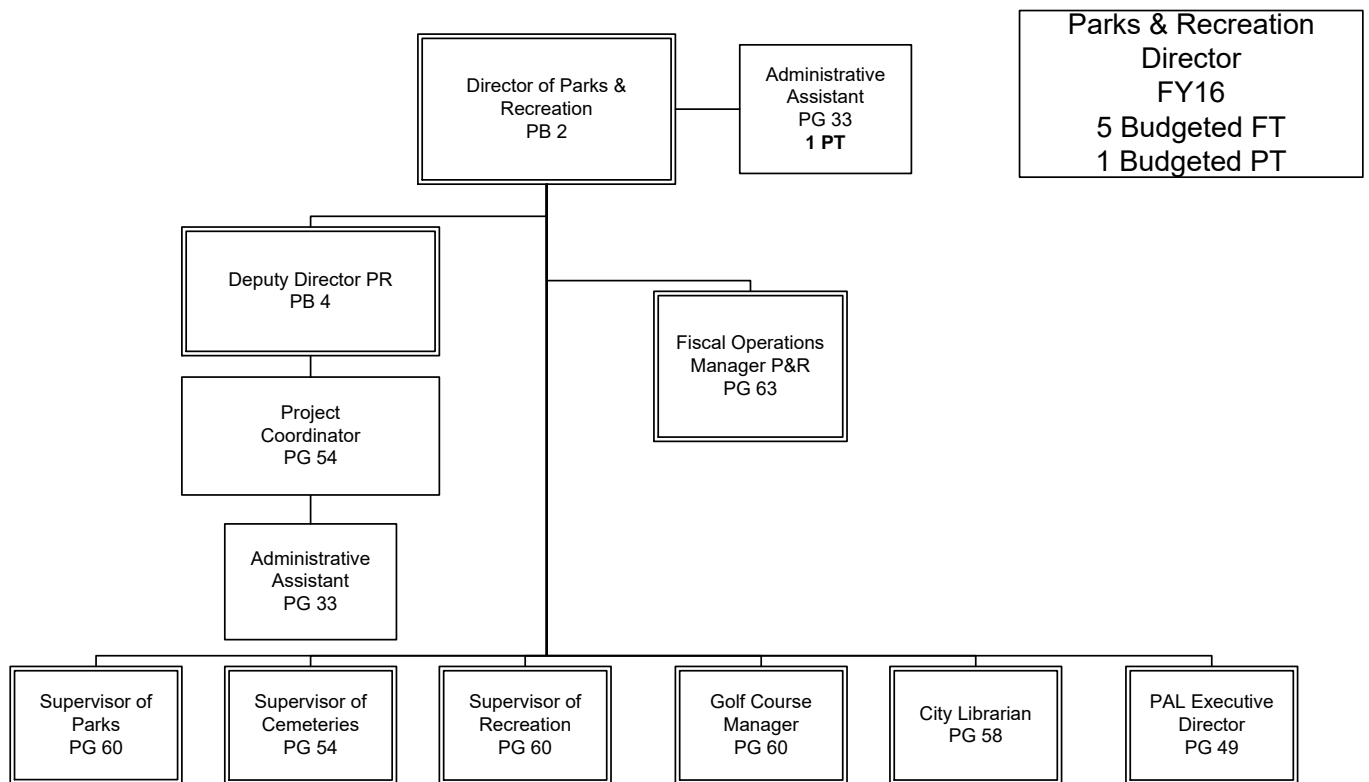 Parks & Recreation
Director
FY16
5 Budgeted FT
1 Budgeted PT
Director of Parks &
Recreation
PB 2
Administrative
Assistant
PG 33
1 PT
Deputy Director PR
PB 4
Fiscal Operations
Manager P&R
PG 63
Project
Coordinator
PG 54
Administrative
Assistant
PG 33
Supervisor of
Parks
PG 60
Supervisor of
Cemeteries
PG 54
Supervisor of
Recreation
PG 60
Golf Course
Manager
PG 60
City Librarian
PG 58
PAL Executive
Director
PG 49